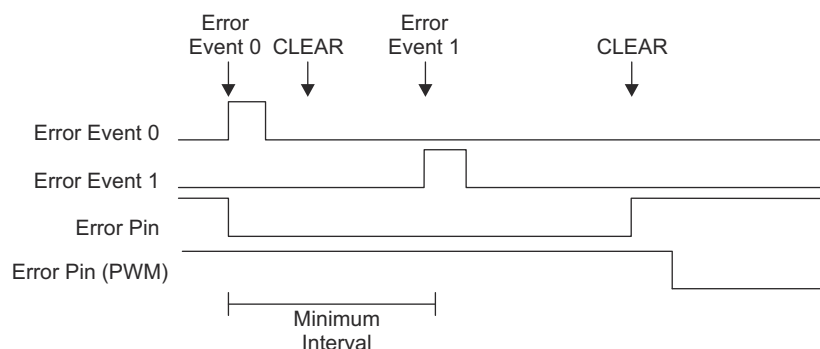 Error
Event 0
CLEAR
Error
Event 1
CLEAR
Error Event 0
Error Event 1
Error Pin
Error Pin (PWM)
Minimum
Interval